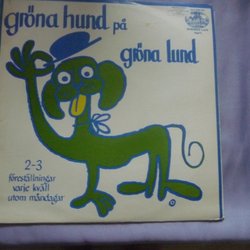 gröna hund på
gröna lund
2-3
föreställningar
varje kväll
utom måndagar